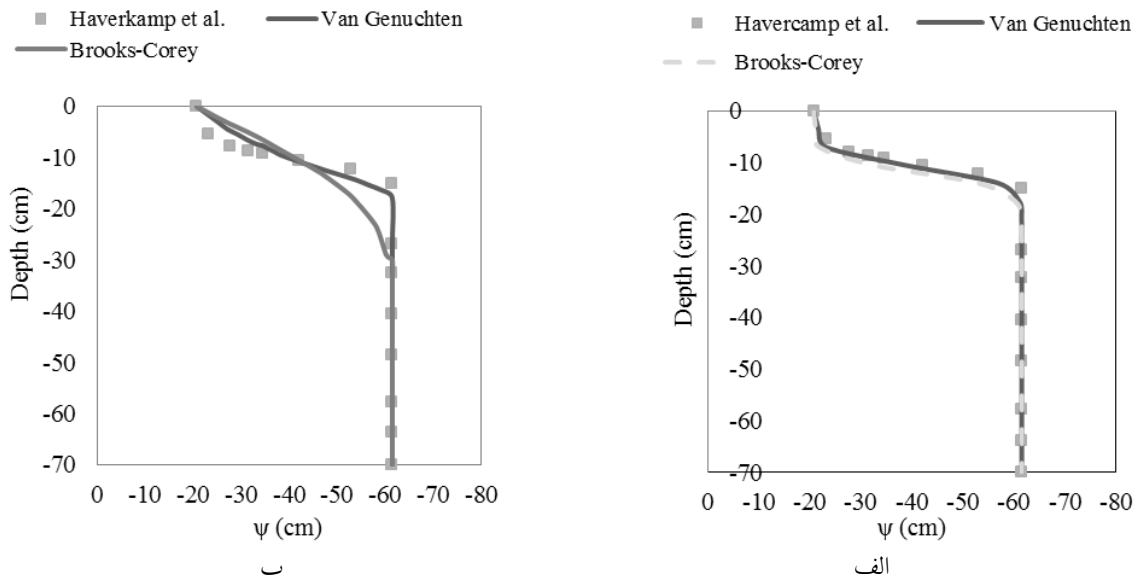 Haverkamp et al. Van Genuchten
Brooks-Corey
0
-10
-20
-30
-40
-50
-60
-70
Depth (cm)
0 -10 -20 -30 -40 -50 -60 -70 -80
ψ (cm)
ب
Havercamp et al. Van Genuchten
Brooks-Corey
0
-10
-20
-30
-40
-50
-60
-70
Depth (cm)
0 -10 -20 -30 -40 -50 -60 -70 -80
ψ (cm)
الف